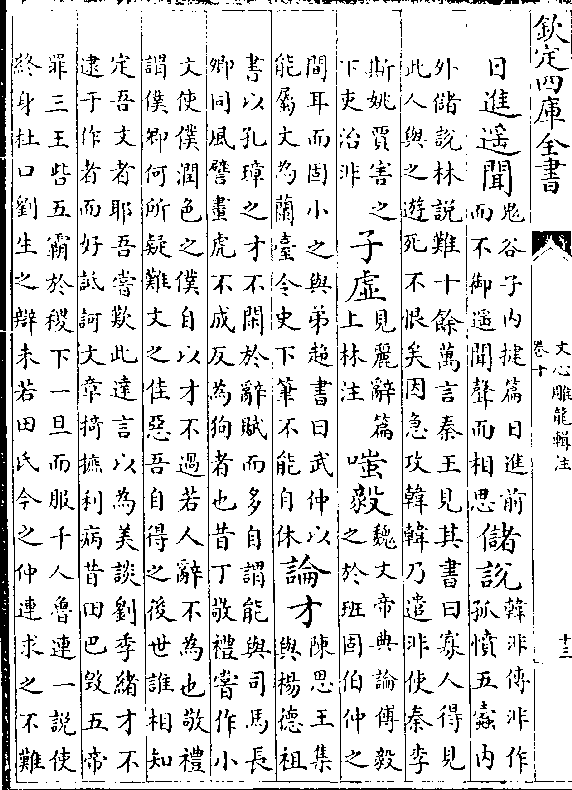 欽定四庫全書
文心雕龍輯注
卷十
十三
日進遥聞
鬼谷子内揵篇日進前
而不御遥聞聲而相思
儲説
韓非傳非作
孤憤五蠹内
外儲説林説難十餘萬言秦王見其書曰寡人得見
此人與之遊死不恨矣因急攻韓韓乃遣非使秦李
斯姚賈害之
下吏治非
子虚
見麗辭篇
上林注
嗤毅
魏文帝典論傅毅
之於班固伯仲之
間耳而固小之與弟超書曰武仲以
能屬文為蘭臺令史下筆不能自休
論才
陳思王集
與楊德祖
書以孔璋之才不閑於辭賦而多自謂能與司馬長
卿同風譬畫虎不成反為狗者也昔丁敬禮嘗作小
文使僕潤色之僕自以才不過若人辭不為也敬禮
謂僕卿何所疑難文之佳惡吾自得之後世誰相知
定吾文者耶吾嘗歎此達言以為美談劉季緒才不
逮于作者而好詆訶文章掎摭利病昔田巴毁五帝
罪三王呰五霸於稷下一旦而服千人魯連一説使
終身杜口劉生之辯未若田氏今之仲連求之不難